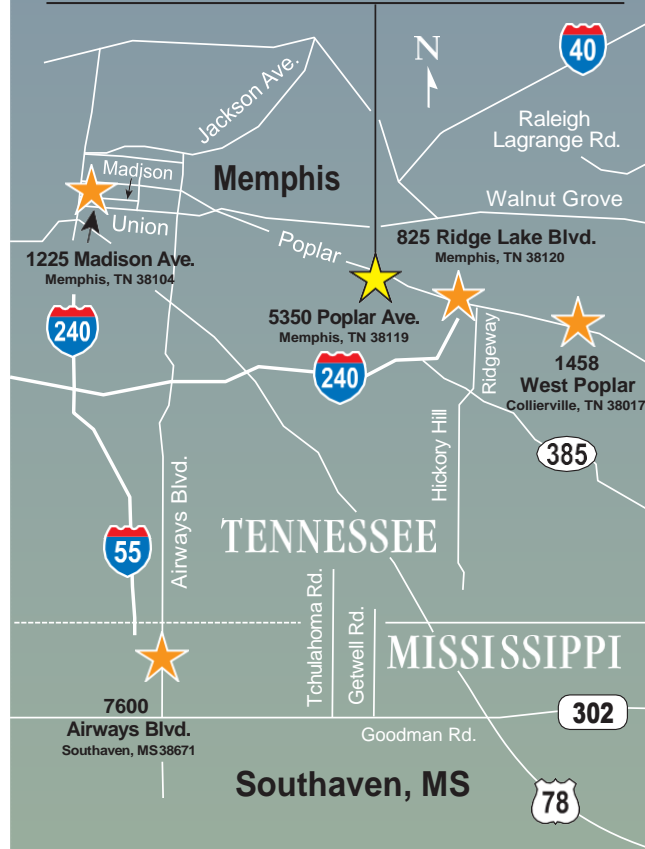 N
40
Jackson Ave.
Raleigh
Lagrange Rd.
Madison
Memphis
Walnut Grove
Union
Poplar
825 Ridge Lake Blvd.
Memphis, TN 38120
1225 Madison Ave.
Memphis, TN 38104
5350 Poplar Ave.
Memphis, TN 38119
240
240
Ridgeway
1458
West Poplar
Collierville, TN 38017
Hickory Hill
385
Airways Blvd.
TENNESSEE
55
Tchulahoma Rd.
Getwell Rd.
MISSISSIPPI
7600
Airways Blvd.
Southaven, MS38671
302
Goodman Rd.
Southaven, MS
78